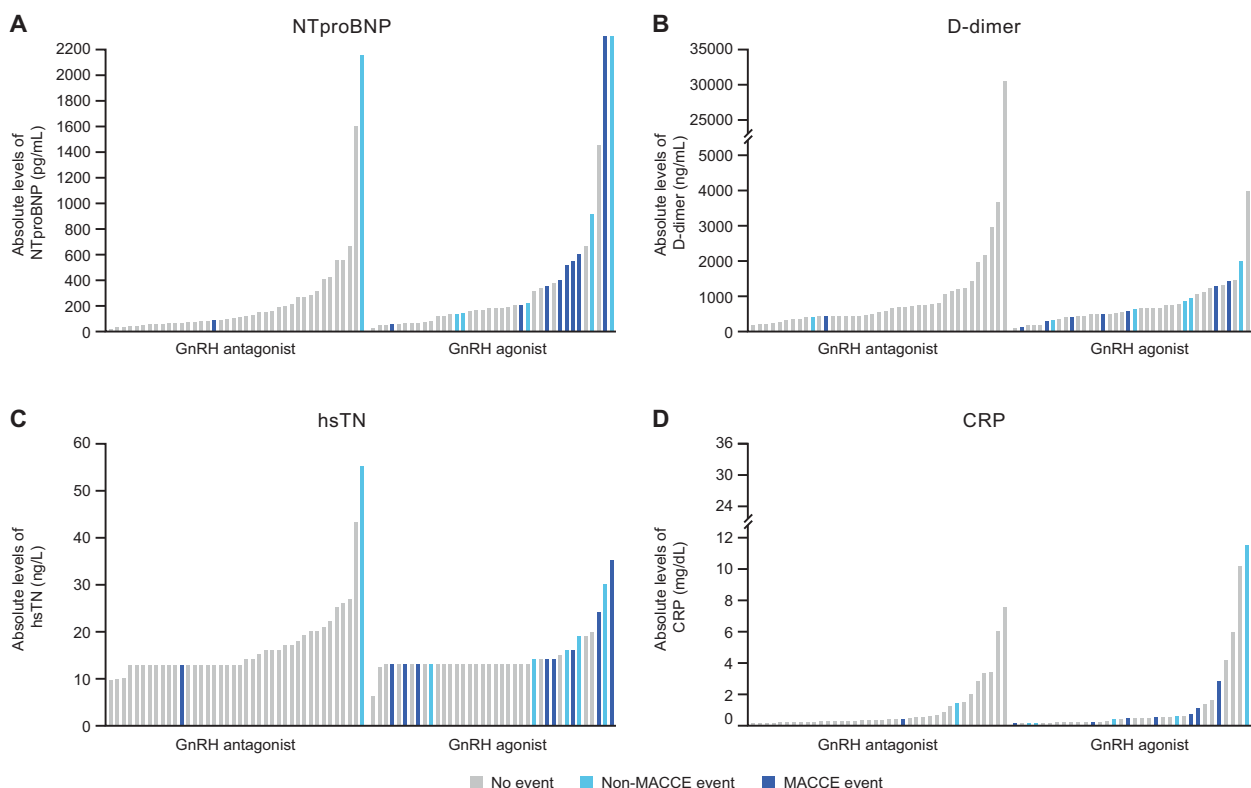 A
NTproBNP
Absolute levels of
NTproBNP (pg/mL)
2200
2000
1800
1600
1400
1200
1000
800
600
400
200
0
GnRH antagonist
GnRH agonist
B
D-dimer
Absolute levels of
D-dimer (ng/mL)
35000
30000
25000
5000
4000
3000
2000
1000
0
GnRH antagonist
GnRH agonist
C
hsTN
Absolute levels of
hsTN (ng/L)
60
50
40
30
20
10
0
GnRH antagonist
GnRH agonist
D
CRP
Absolute levels of
CRP (mg/dL)
36
30
24
12
10
8
6
4
2
0
GnRH antagonist
GnRH agonist
No event
Non-MACCE event
MACCE event